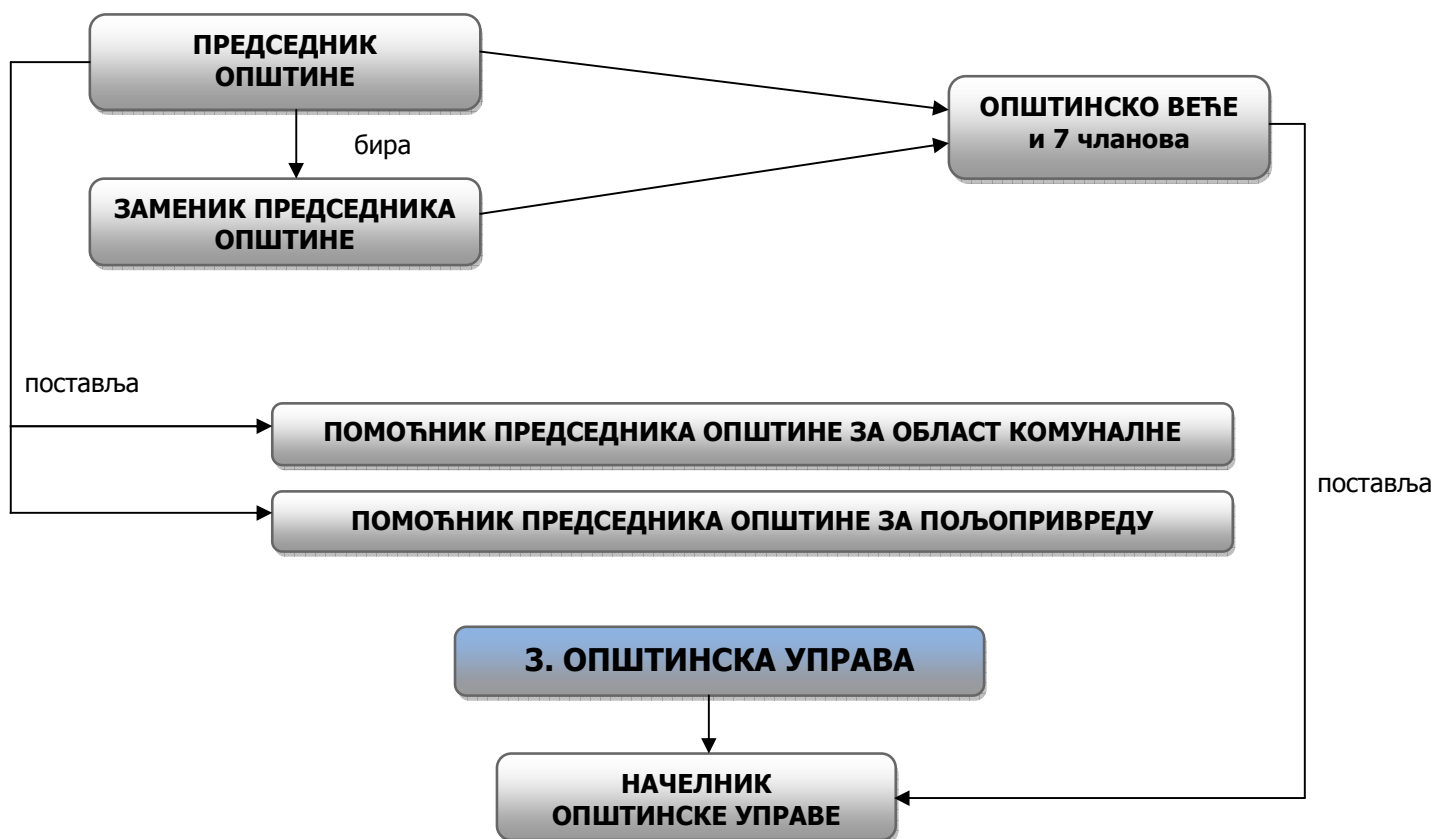 ПРЕДСЕДНИК
ОПШТИНЕ
бира
ЗАМЕНИК ПРЕДСЕДНИКА
ОПШТИНЕ
ОПШТИНСКО ВЕЋЕ
и 7 чланова
поставља
ПОМОЋНИК ПРЕДСЕДНИКА ОПШТИНЕ ЗА ОБЛАСТ КОМУНАЛНЕ
ПОМОЋНИК ПРЕДСЕДНИКА ОПШТИНЕ ЗА ПОЉОПРИВРЕДУ
поставља
3. ОПШТИНСКА УПРАВА
НАЧЕЛНИК
ОПШТИНСКЕ УПРАВЕ